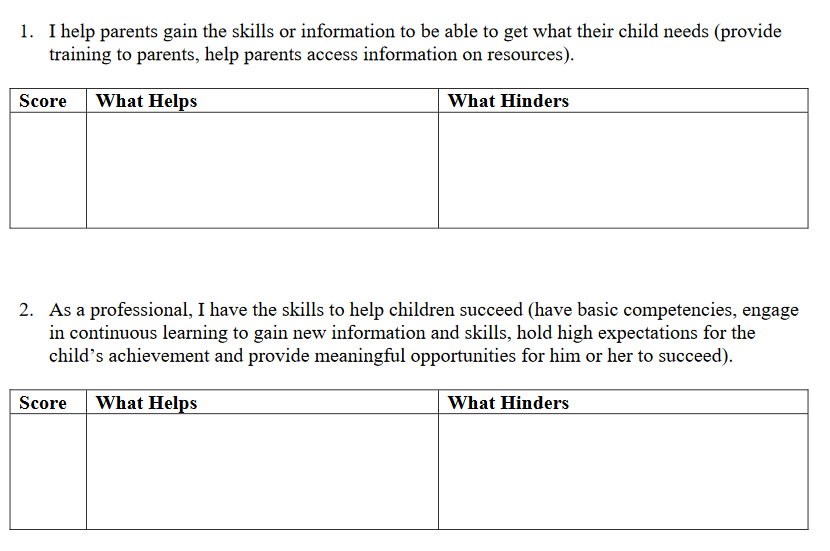 1. I help parents gain the skills or information to be able to get what their child needs (provide
training to parents, help parents access information on resources).
Score What Helps What Hinders
2. As a professional, I have the skills to help children succeed (have basic competencies, engage
in continuous learning to gain new information and skills, hold high expectations for the
child’s achievement and provide meaningful opportunities for him or her to succeed).
Score What Helps What Hinders